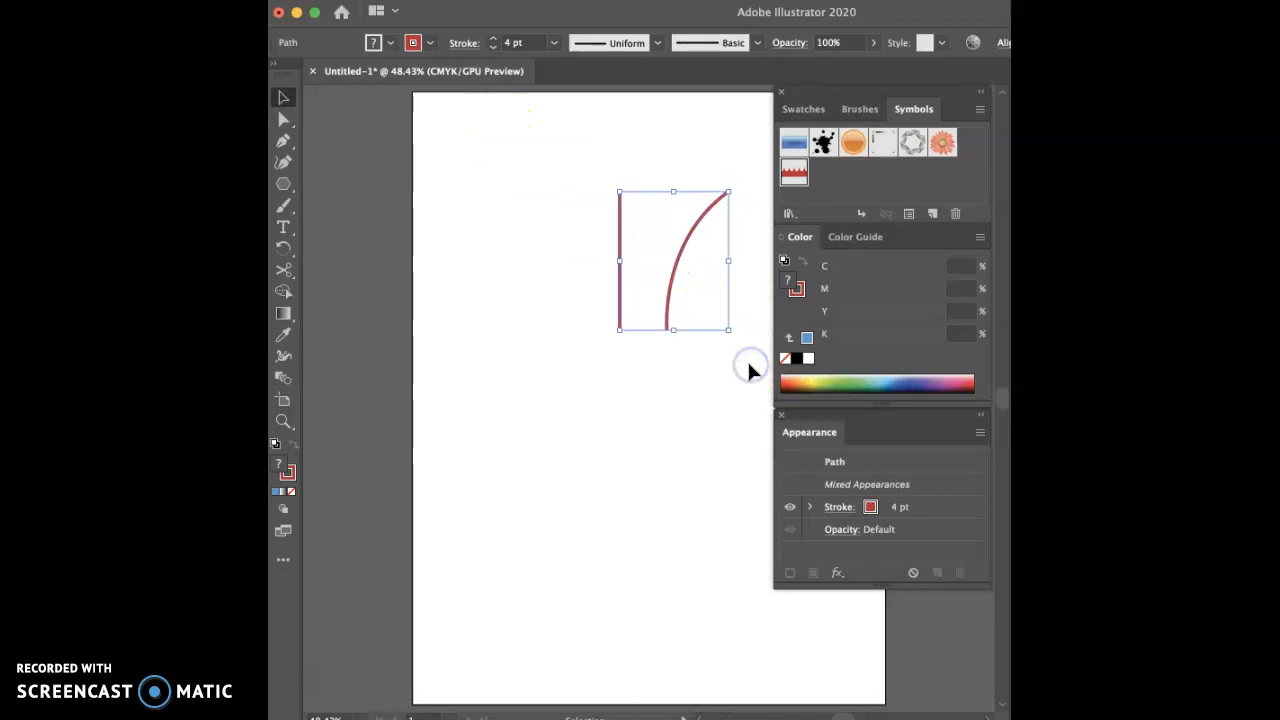 Adobe Illustrator 2020
Path
?
Stroke:
4 pt
Uniform
Basic
Opacity:
100%
Style:
Untitled-1* @ 48.43% (CMYK/GPU Preview)
Swatches
Brushes
Symbols
Color
Color Guide
?
C
%
M
%
Y
%
K
%
Appearance
Path
Mixed Appearances
Stroke:
4 pt
Opacity: Default
fx
?
RECORDED WITH
SCREENCAST MATIC